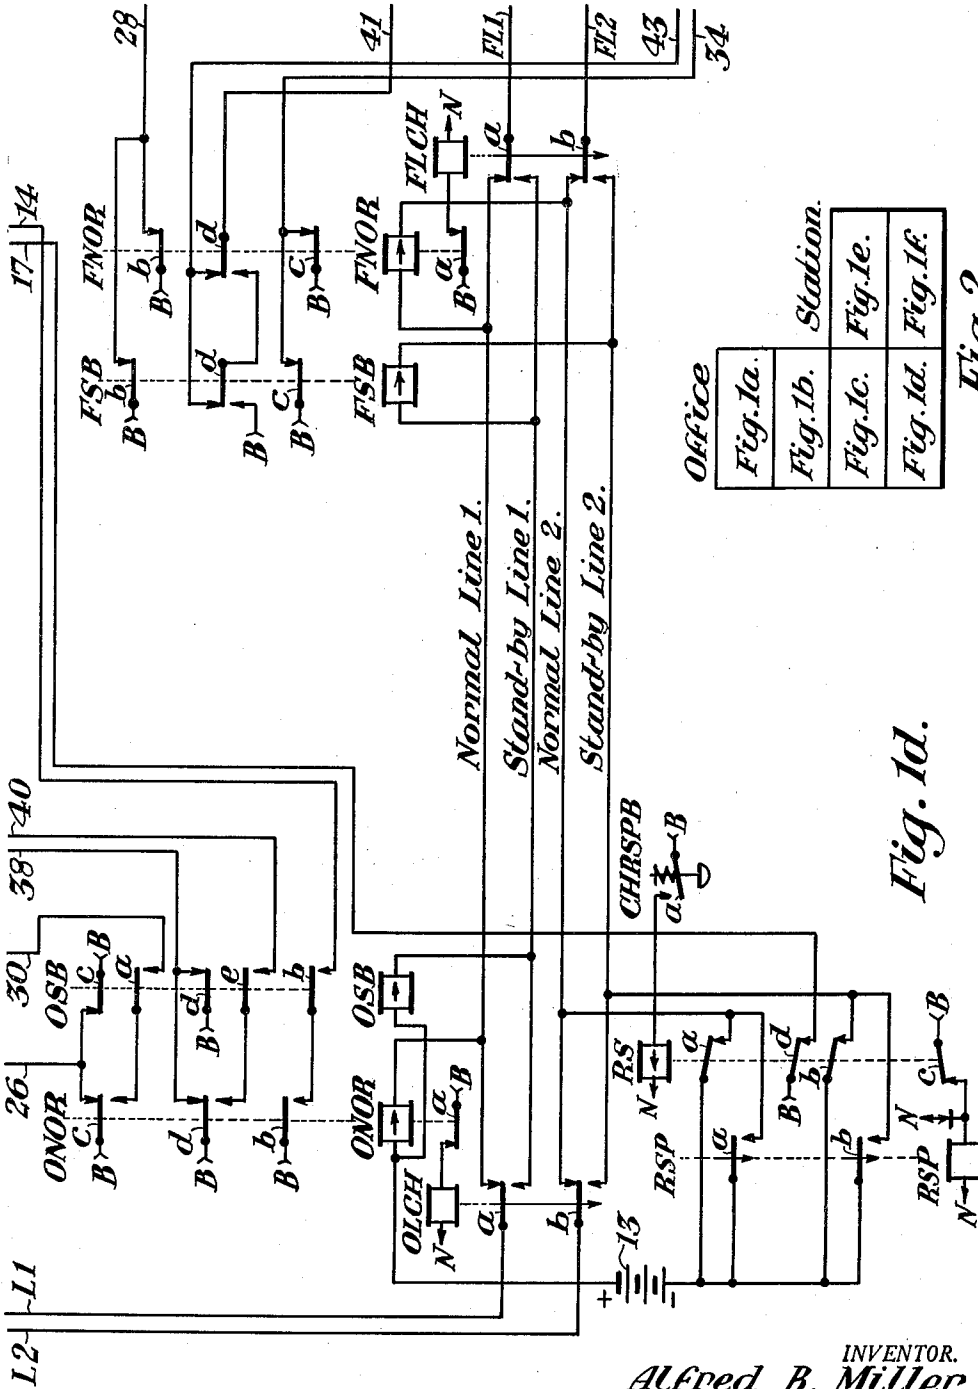 28
41
FL1
FL2
43
34
14
17
FNOR
b
B
d
c
B
FLCH
N
a
b
FNOR
a
B
FSB
b
B
d
B
c
B
FSB
Normal Line 1.
Stand-by Line 1.
Normal Line 2.
Stand-by Line 2.
Office
Station.
Fig.1a.
Fig.1b.
Fig.1c.
Fig.1e.
Fig.1d.
Fig.1f.
Fig. 2
40
38
30
26
OSB
c
B
a
d
B
e
b
OSB
ONOR
c
B
d
B
b
B
ONOR
a
B
OLCH
N
a
b
L1
L2
13
+
-
CHRSPB
a
B
RS
N
a
d
B
b
c
B
RSP
a
b
N
RSP
N
Fig. 1d.
INVENTOR.
Alfred B. Miller